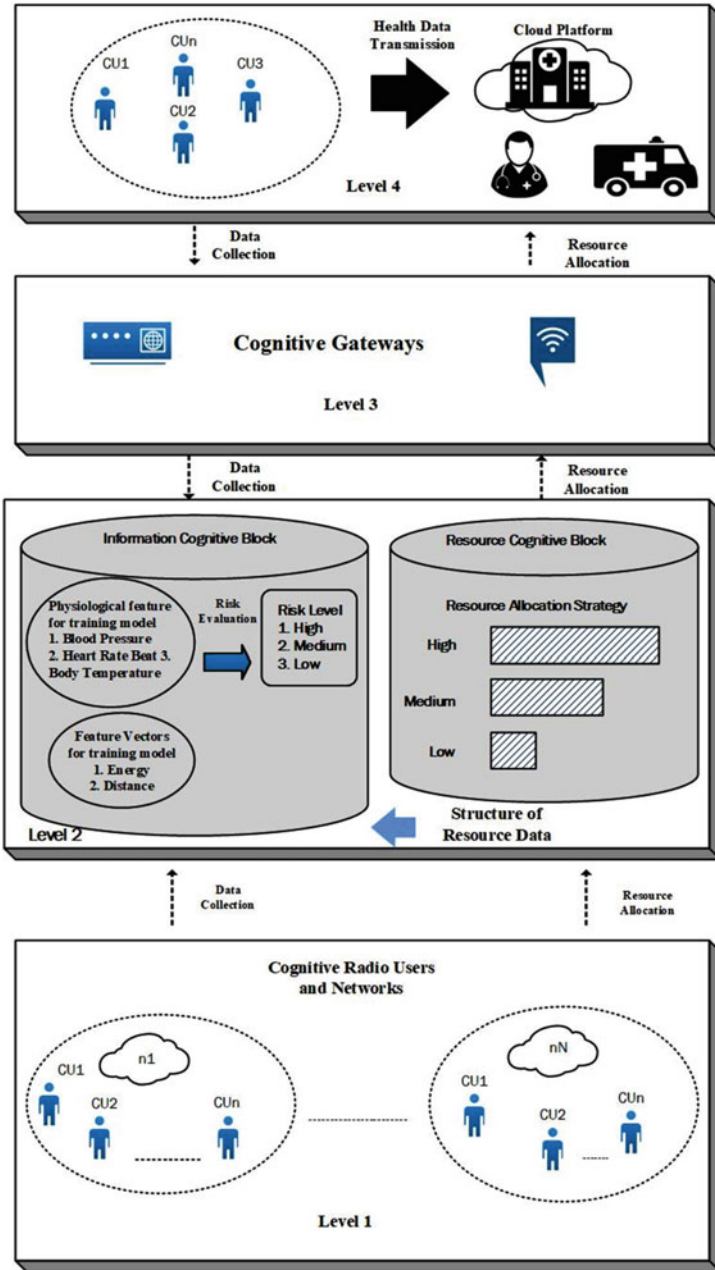 Health Data
Transmission
Cloud Platform
CU1
CUn
CU3
CU2
Level 4
Data
Collection
Resource
Allocation
Cognitive Gateways
Level 3
Data
Collection
Resource
Allocation
Information Cognitive Block
Physiological feature
for training model
1. Blood Pressure
2. Heart Rate Beat 3.
Body Temperature
Risk
Evaluation
Risk Level
1. High
2. Medium
3. Low
Feature Vectors
for training model
1. Energy
2. Distance
Level 2
Resource Cognitive Block
Resource Allocation Strategy
High
Medium
Low
Structure of
Resource Data
Data
Collection
Resource
Allocation
Cognitive Radio Users
and Networks
n1
CU1
CU2
CUn
nN
CU1
CU2
CUn
Level 1